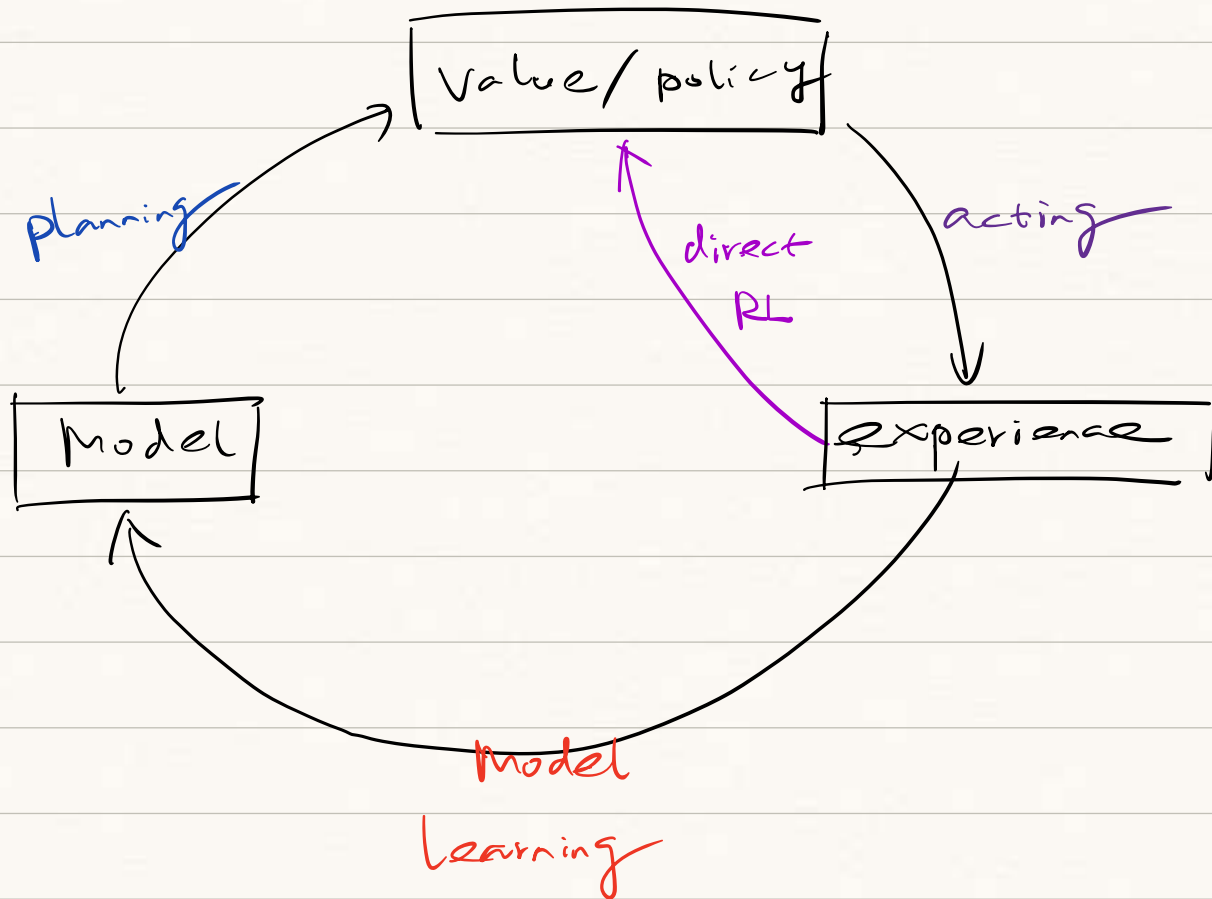 value/policy
planning
acting
direct
RL
Model
experience
Model
Learning